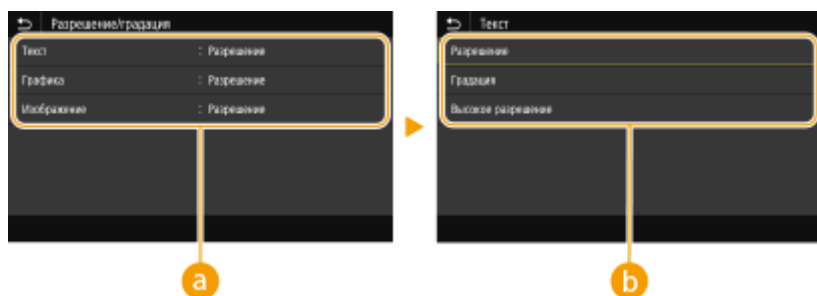 Разрешение/градация
Текст : Разрешение
Графика : Разрешение
Изображение : Разрешение
a
Текст
Разрешение
Градация
Высокое разрешение
b